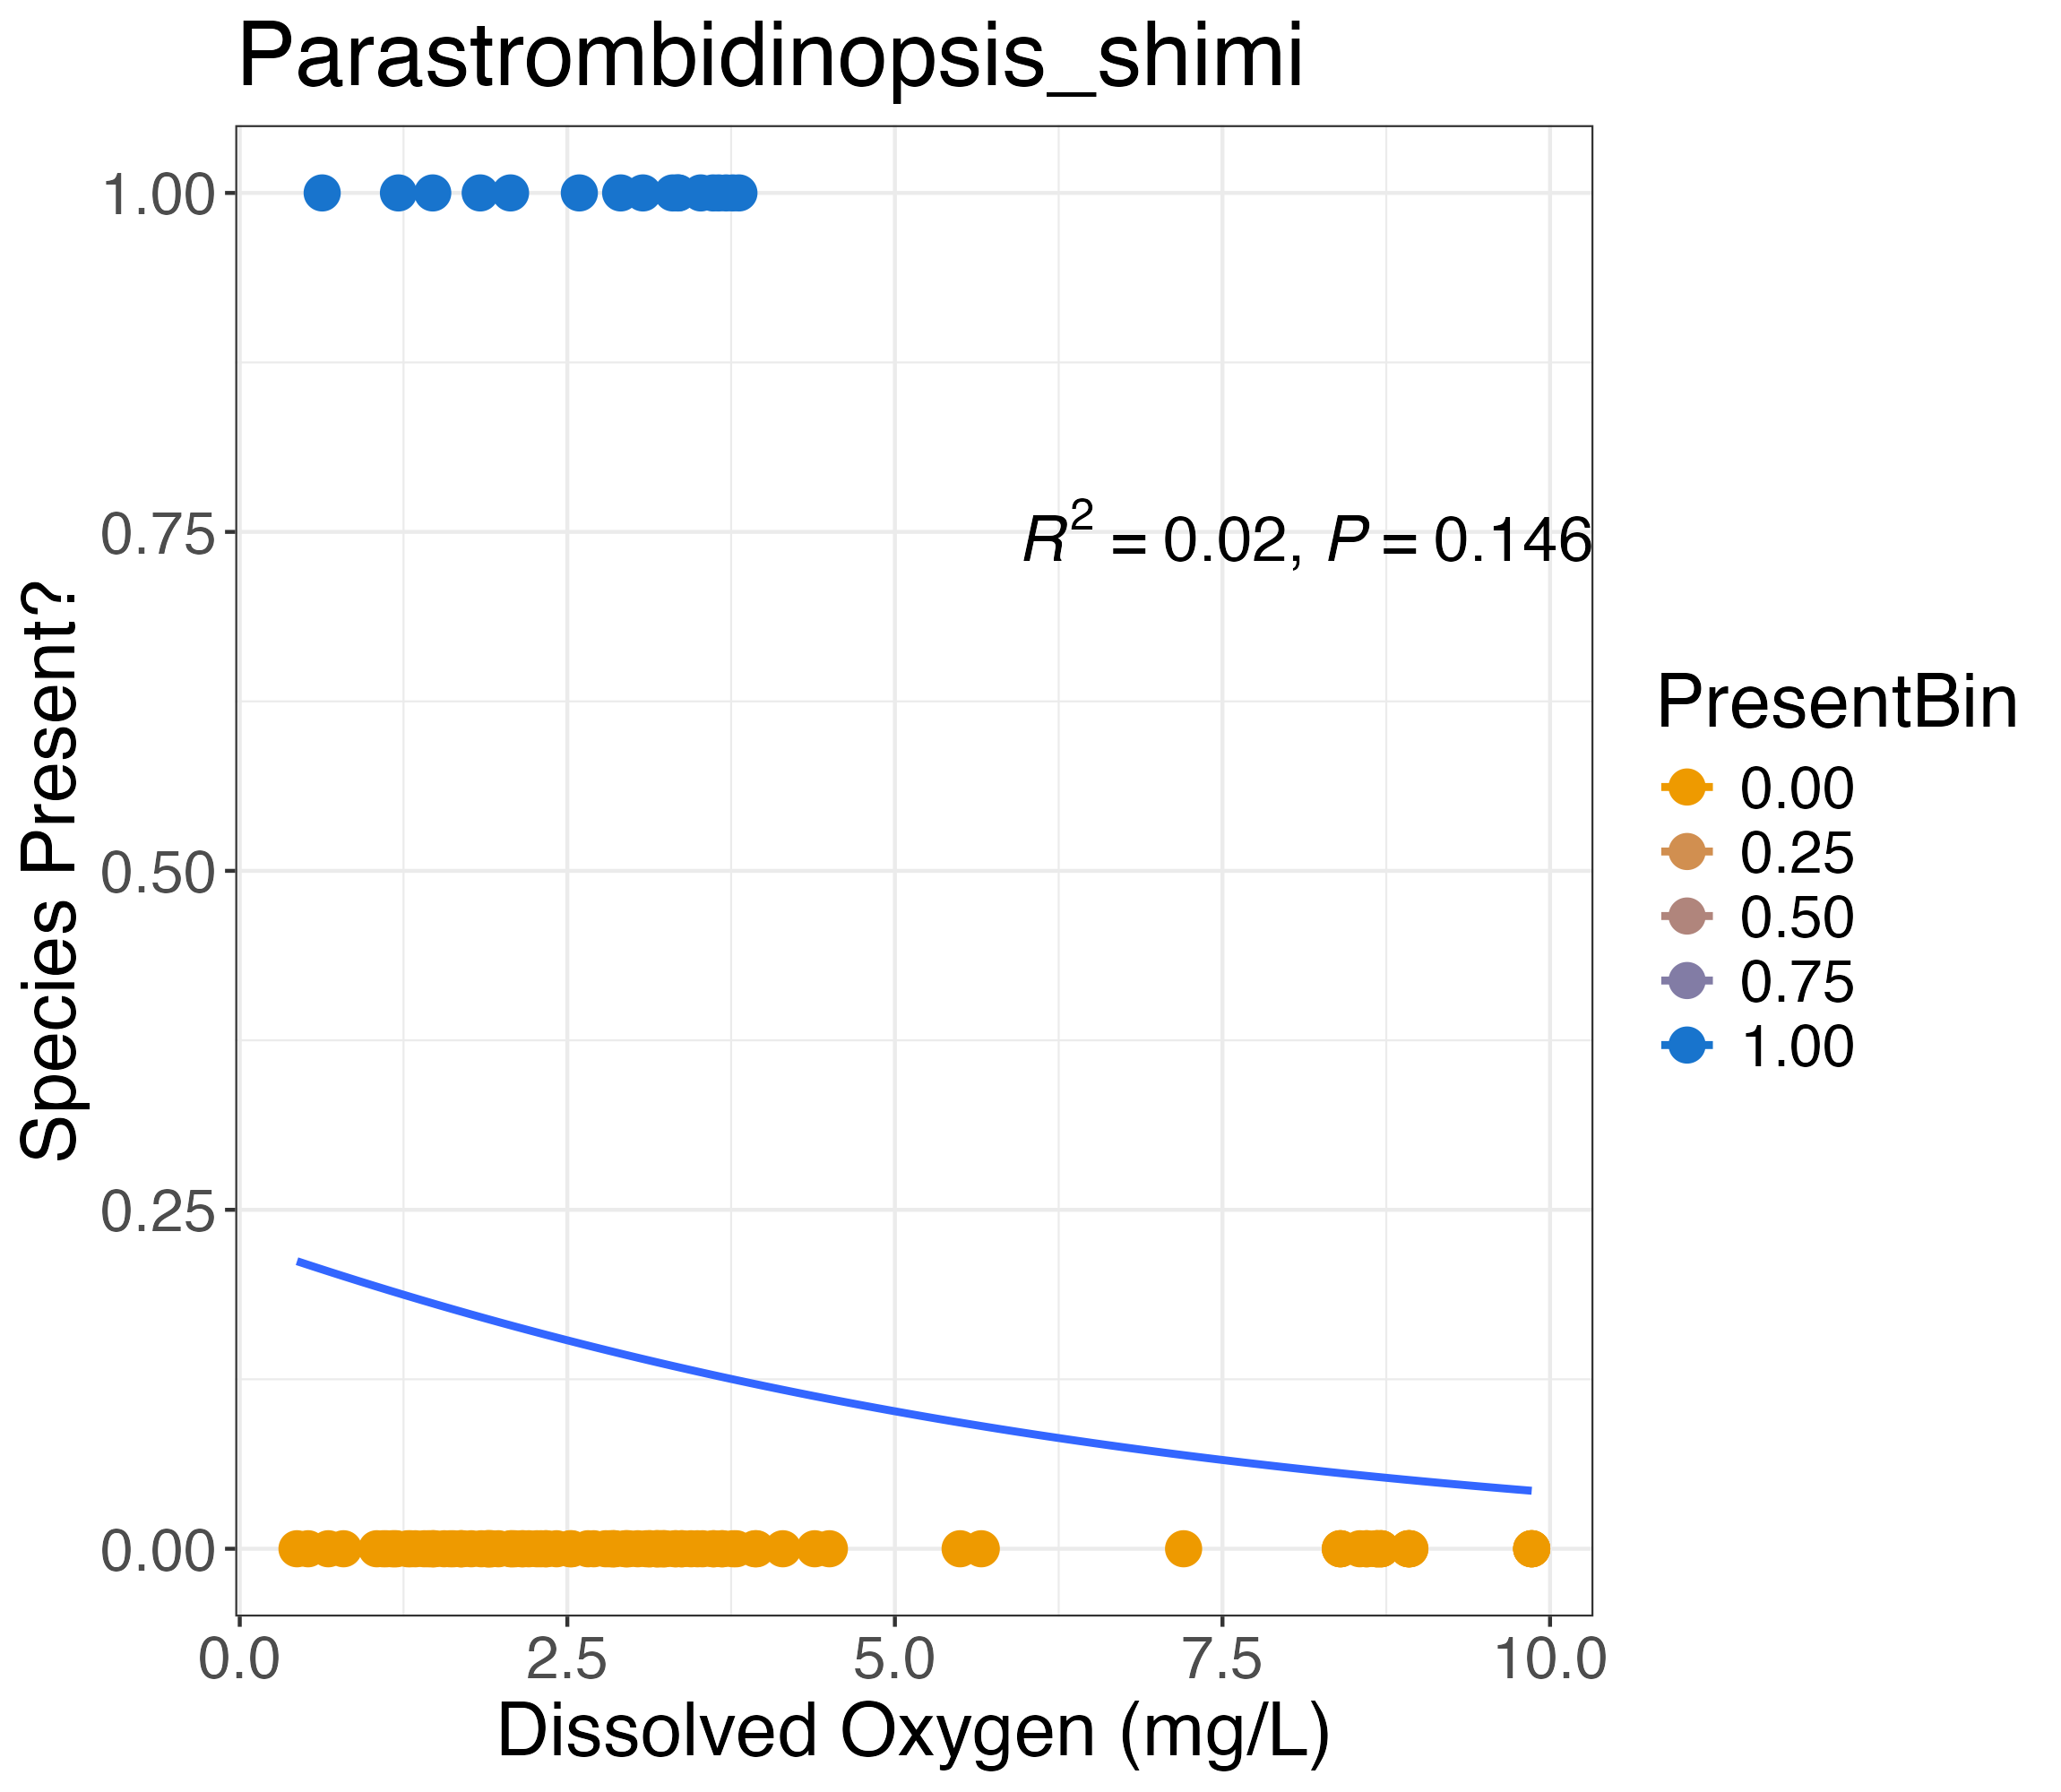 Parastrombidinopsis_shimi
1.00
0.75
0.50
0.25
0.00
Species Present?
R² = 0.02, P = 0.146
0.0 2.5 5.0 7.5 10.0
Dissolved Oxygen (mg/L)
PresentBin
0.00
0.25
0.50
0.75
1.00